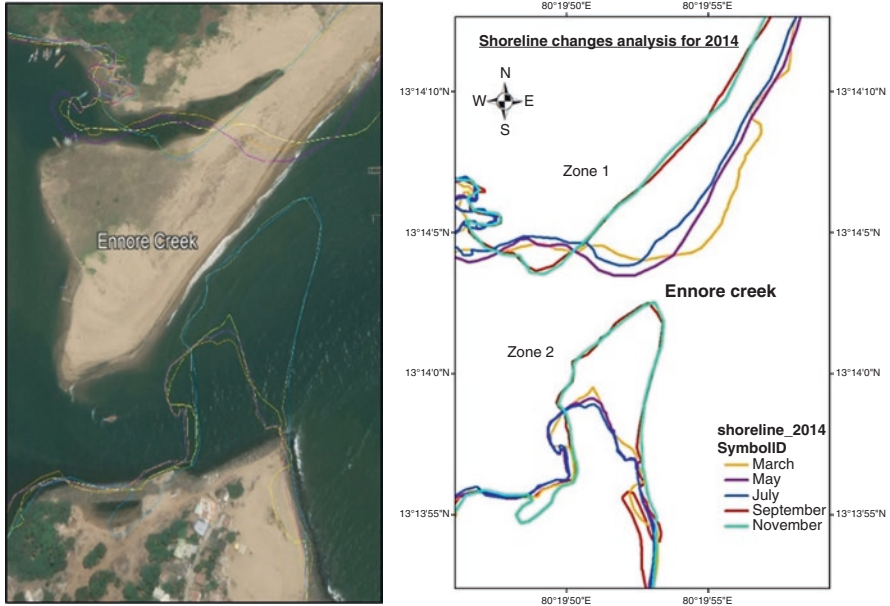 Ennore Creek
80°19'50"E
80°19'55"E
Shoreline changes analysis for 2014
N
W
E
S
13°14'10"N
13°14'10"N
Zone 1
13°14'5"N
13°14'5"N
Ennore creek
Zone 2
13°14'0"N
13°14'0"N
shoreline_2014
SymbolID
March
May
July
September
November
13°13'55"N
13°13'55"N
80°19'50"E
80°19'55"E